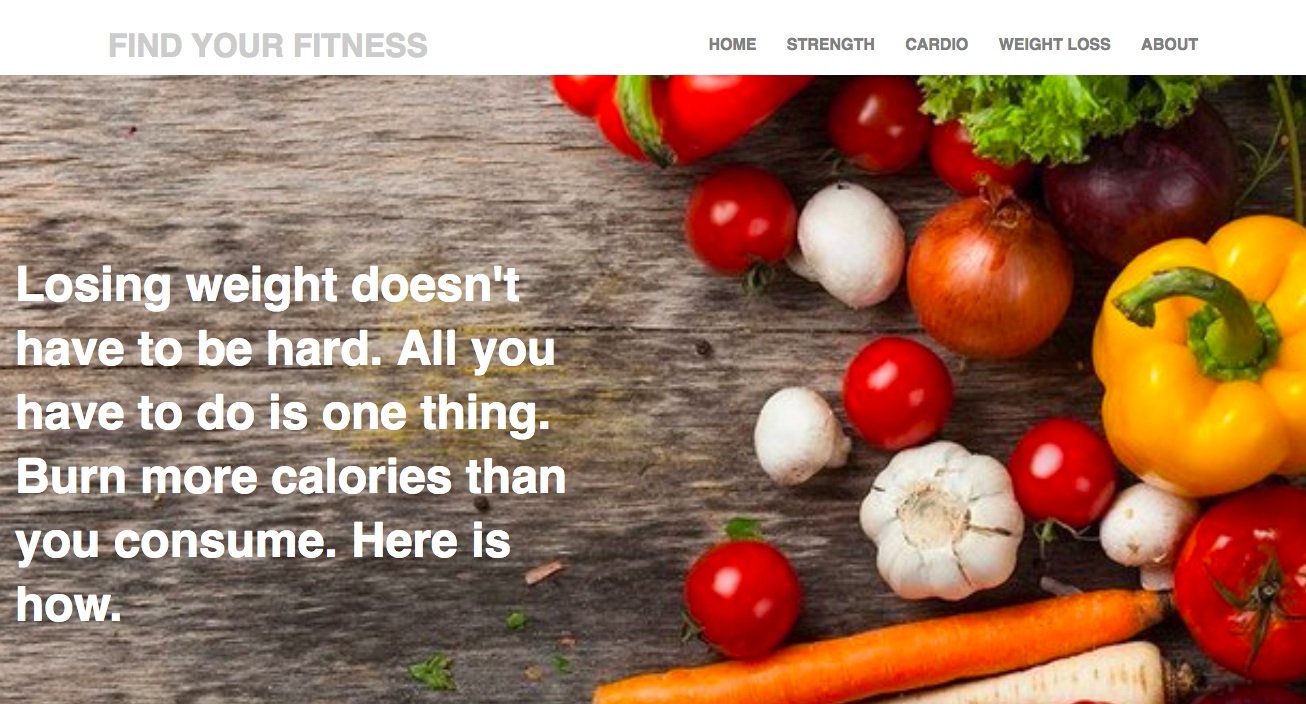 FIND YOUR FITNESS
HOME STRENGTH CARDIO WEIGHT LOSS ABOUT
Losing weight doesn't
have to be hard. All you
have to do is one thing.
Burn more calories than
you consume. Here is
how.